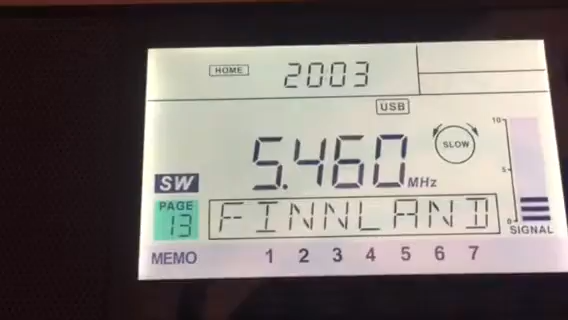 HOME 2003
USB
10
SLOW
5.460 MHz
5
SW
PAGE
13
FINNLAND
0
SIGNAL
MEMO 1 2 3 4 5 6 7